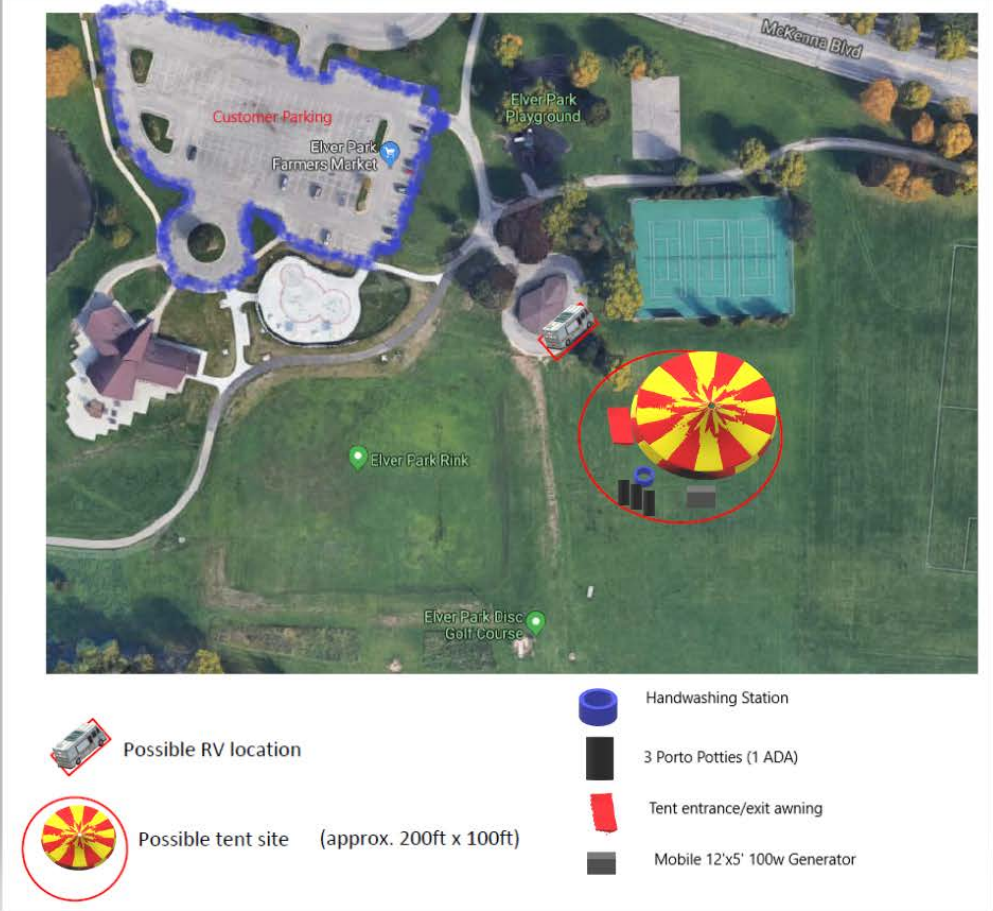 McKenna Blvd
Elver Park
Playground
Customer Parking
Elver Park
Farmers Market
Elver Park Rink
Elver Park Disc
Golf Course
Handwashing Station
Possible RV location
3 Porto Potties (1 ADA)
Tent entrance/exit awning
Possible tent site (approx. 200ft x 100ft)
Mobile 12'x5' 100w Generator